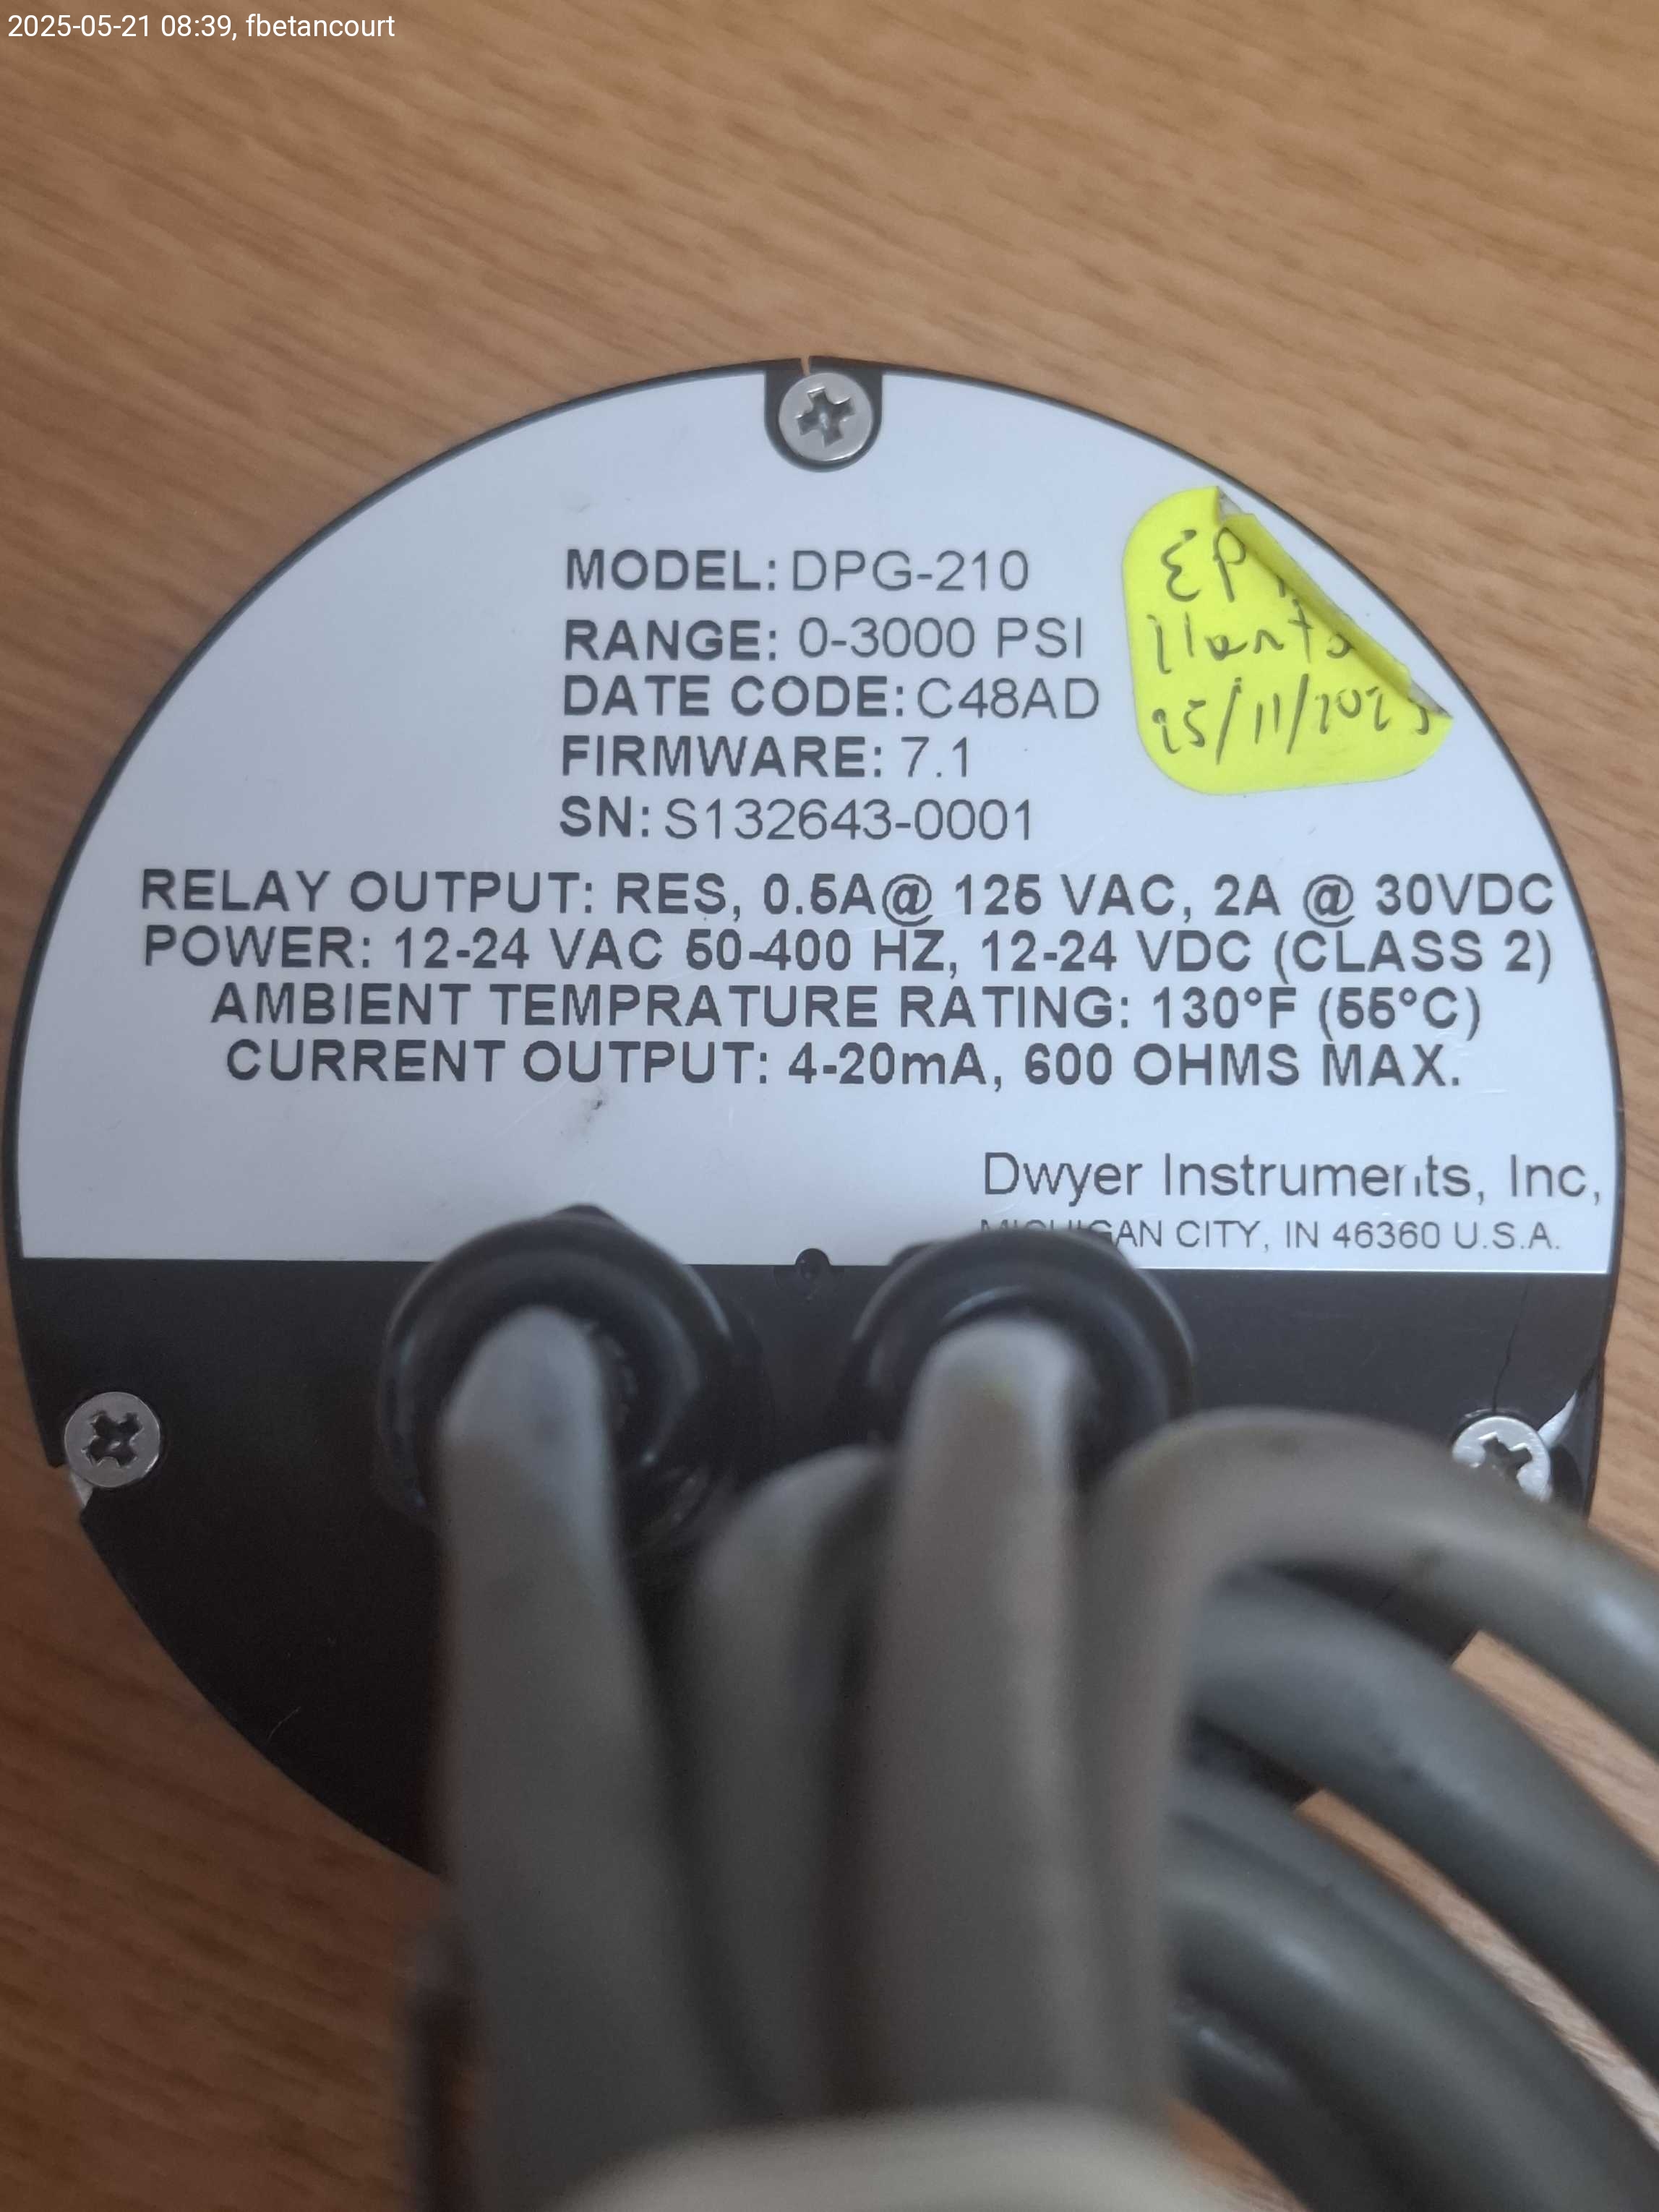 2025-05-21 08:39, fbetancourt
MODEL: DPG-210
RANGE: 0-3000 PSI
DATE CODE: C48AD
FIRMWARE: 7.1
SN: S132643-0001
RELAY OUTPUT: RES, 0.5A@ 125 VAC, 2A @ 30VDC
POWER: 12-24 VAC 50-400 HZ, 12-24 VDC (CLASS 2)
AMBIENT TEMPRATURE RATING: 130°F (55°C)
CURRENT OUTPUT: 4-20mA, 600 OHMS MAX.
Dwyer Instruments, Inc,
MICHIGAN CITY, IN 46360 U.S.A.